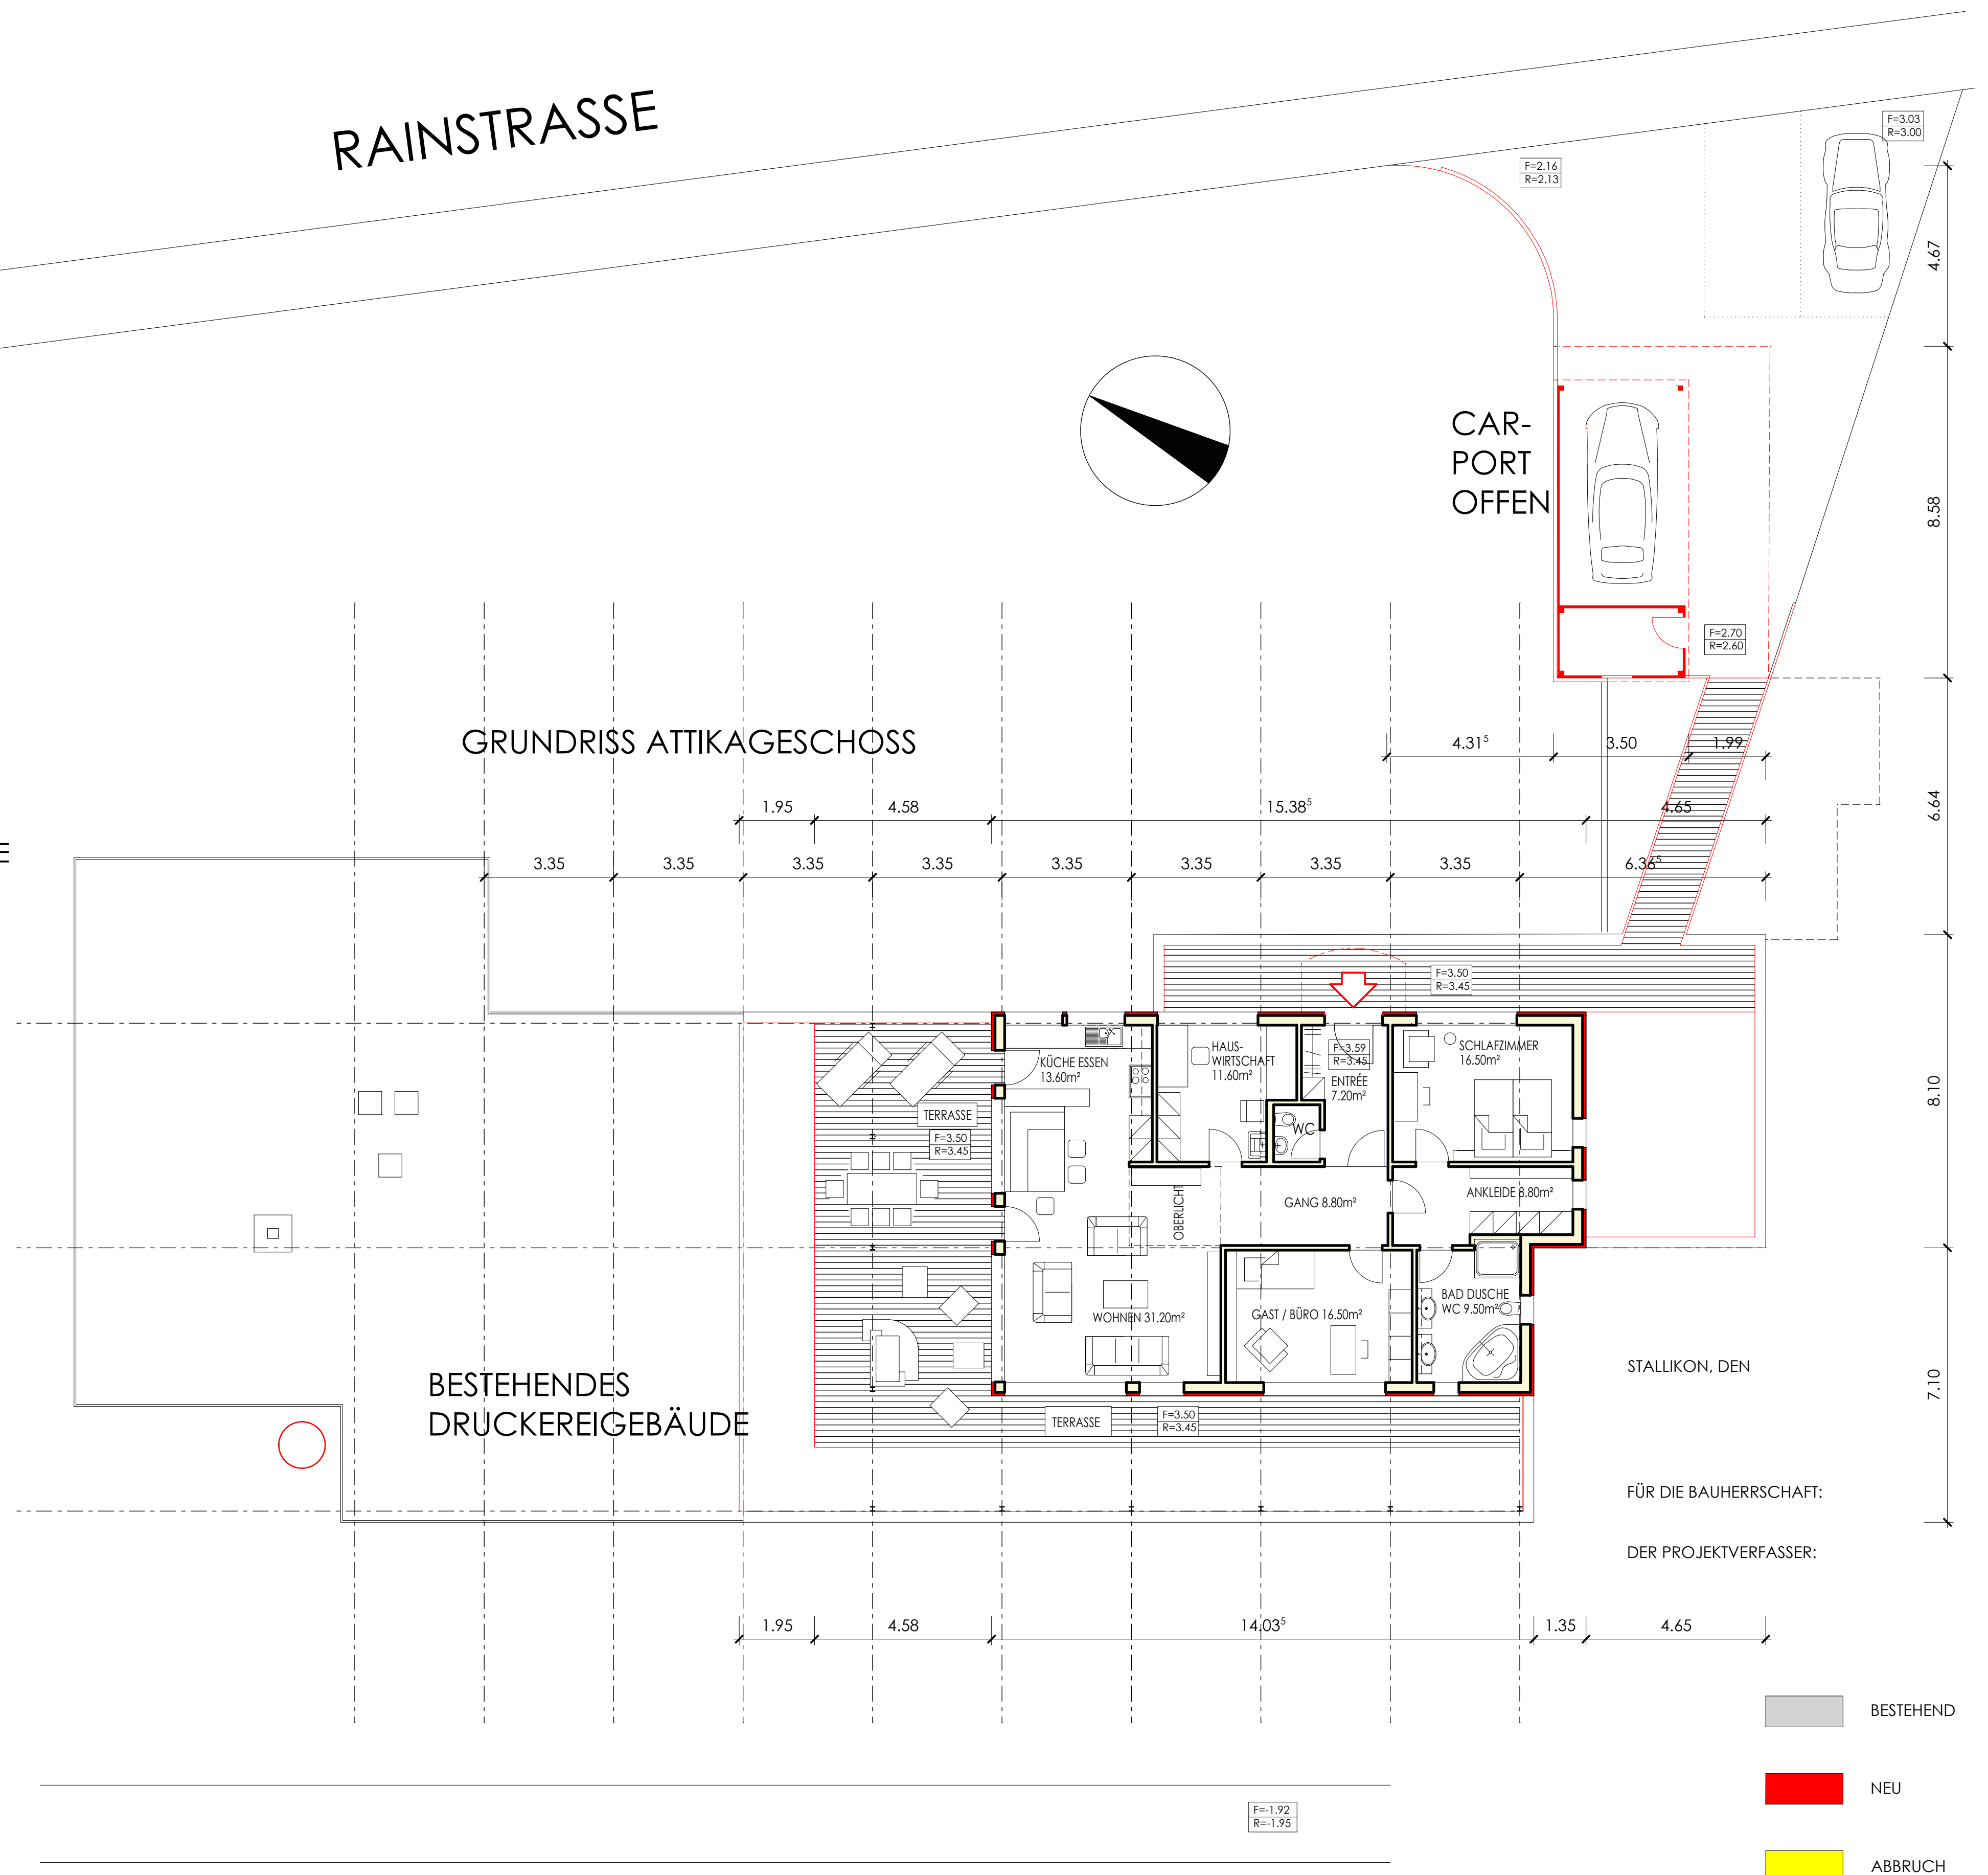 RAINSTRASSE
F=3.03
R=3.00
F=2.16
R=2.13
4.67
CAR-
PORT
OFFEN
8.58
F=2.70
R=2.60
GRUNDRISS ATTIKAGESCHOSS
4.31⁵ 3.50 1.99
1.95 4.58 15.38⁵ 4.65
6.64
3.35 3.35 3.35 3.35 3.35 3.35 3.35 3.35 6.36⁵
F=3.50
R=3.45
KÜCHE ESSEN
13.60m²
HAUS-
WIRTSCHAFT
11.60m²
F=3.59
R=3.45
ENTRÉE
7.20m²
SCHLAFZIMMER
16.50m²
8.10
TERRASSE
F=3.50
R=3.45
WC
OBERLICHT
GANG 8.80m²
ANKLEIDE 8.80m²
WOHNEN 31.20m²
GAST / BÜRO 16.50m²
BAD DUSCHE
WC 9.50m²
BESTEHENDES
DRUCKEREIGEBÄUDE
STALLIKON, DEN
7.10
TERRASSE
F=3.50
R=3.45
FÜR DIE BAUHERRSCHAFT:
DER PROJEKTVERFASSER:
1.95 4.58 14.03⁵ 1.35 4.65
BESTEHEND
NEU
F=-1.92
R=-1.95
ABBRUCH